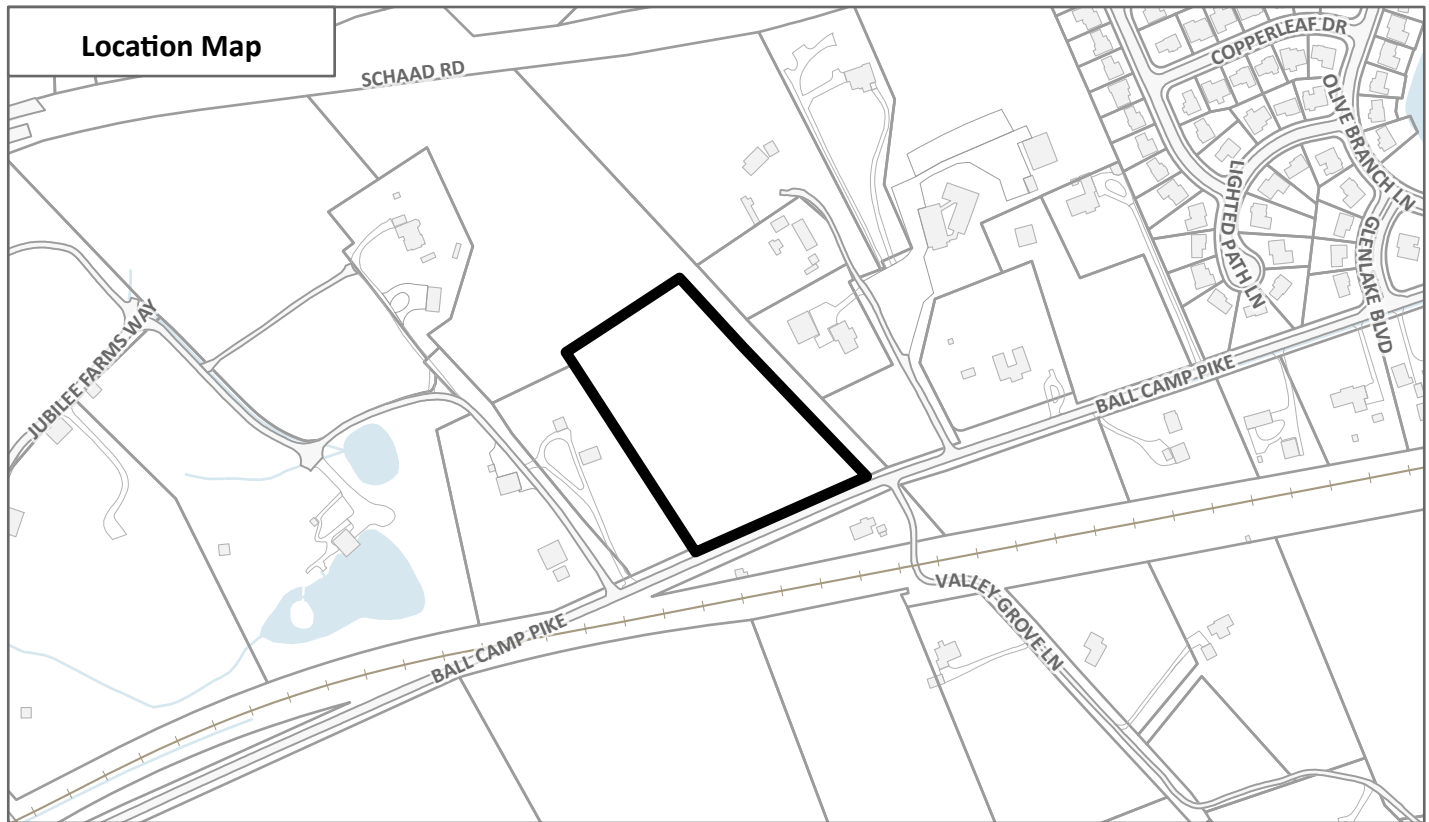 Location Map
SCHAAD RD
COPPERLEAF DR
OLIVE BRANCH LN
LIGHTED PATH LN
GLENLAKE BLVD
JUBILEE FARMS WAY
BALL CAMP PIKE
VALLEY GROVE LN
BALL CAMP PIKE